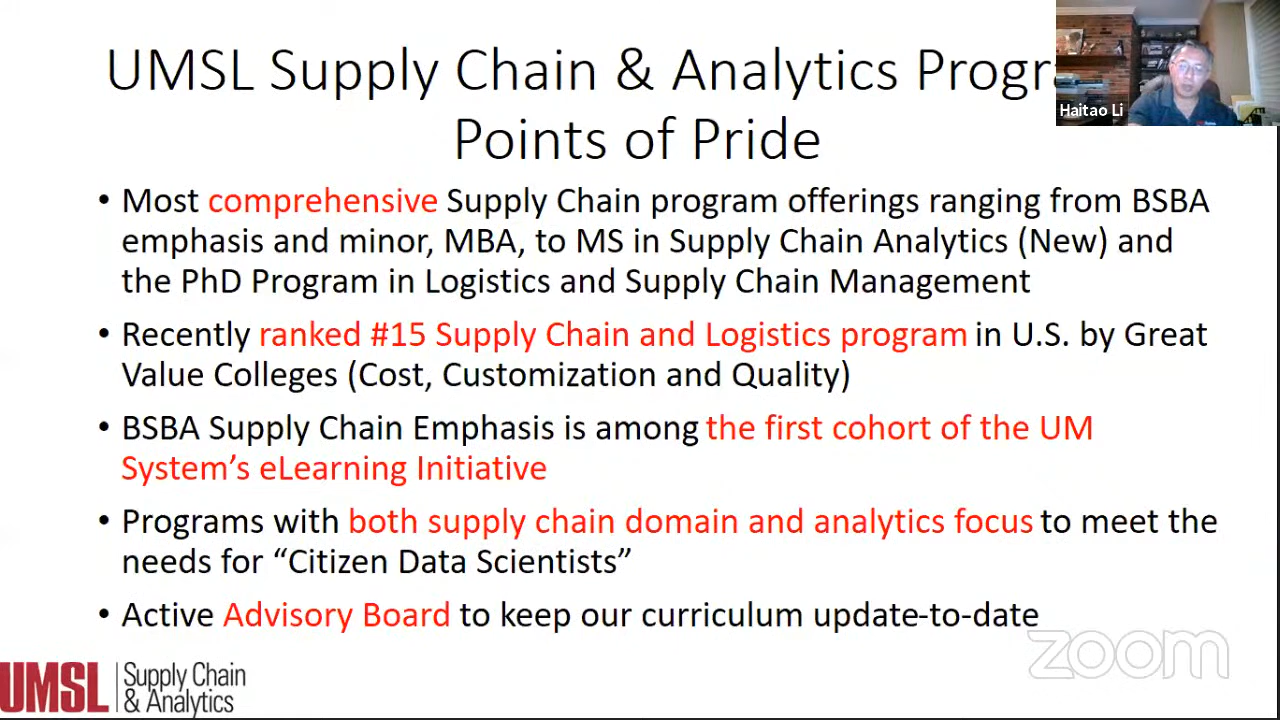 UMSL Supply Chain & Analytics Progr
Points of Pride
Haitao Li
• Most comprehensive Supply Chain program offerings ranging from BSBA
emphasis and minor, MBA, to MS in Supply Chain Analytics (New) and
the PhD Program in Logistics and Supply Chain Management
• Recently ranked #15 Supply Chain and Logistics program in U.S. by Great
Value Colleges (Cost, Customization and Quality)
• BSBA Supply Chain Emphasis is among the first cohort of the UM
System’s eLearning Initiative
• Programs with both supply chain domain and analytics focus to meet the
needs for “Citizen Data Scientists”
• Active Advisory Board to keep our curriculum update-to-date
zoom
UMSL
Supply Chain
& Analytics